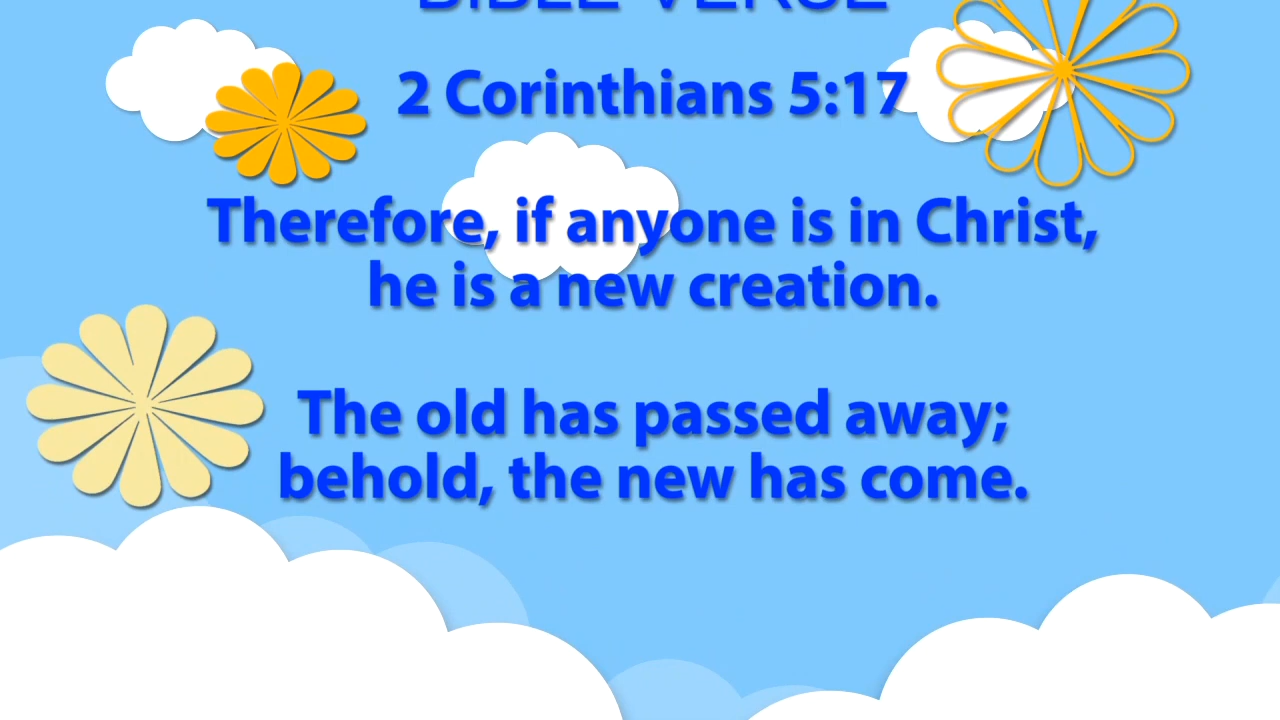 BIBLE VERSE
2 Corinthians 5:17
Therefore, if anyone is in Christ,
he is a new creation.
The old has passed away;
behold, the new has come.